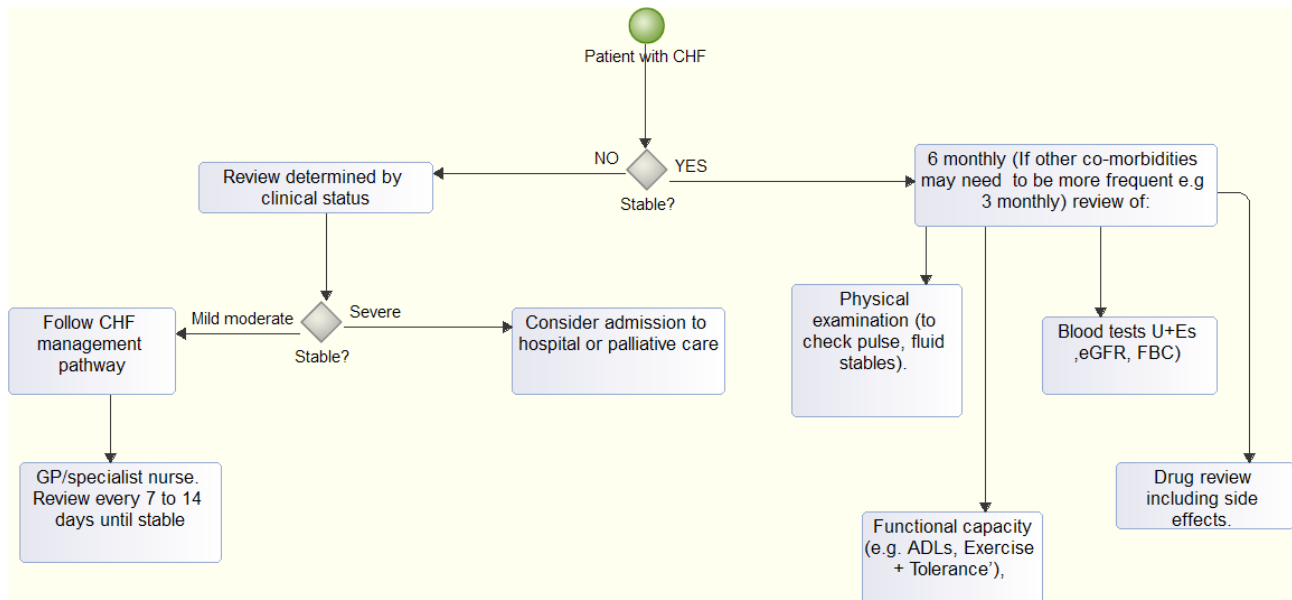 Patient with CHF
NO
YES
Stable?
Review determined by
clinical status
6 monthly (If other co-morbidities
may need to be more frequent e.g
3 monthly) review of:
Mild moderate
Severe
Stable?
Follow CHF
management
pathway
Consider admission to
hospital or palliative care
Physical
examination (to
check pulse, fluid
stables).
Blood tests U+Es
,eGFR, FBC)
GP/specialist nurse.
Review every 7 to 14
days until stable
Drug review
including side
effects.
Functional capacity
(e.g. ADLs, Exercise
+ Tolerance’),